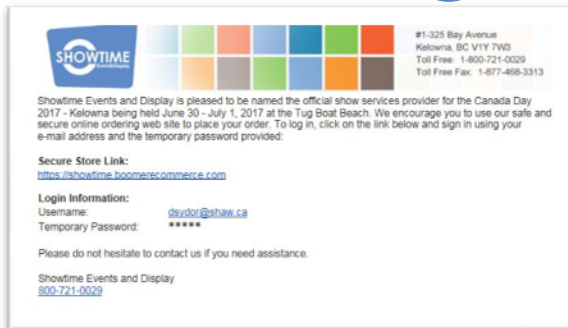 SHOWTIME
Event&Display
#1-325 Bay Avenue
Kelowna, BC V1Y 7W3
Toll Free: 1-800-721-0029
Toll Free Fax: 1-877-468-3313
Showtime Events and Display is pleased to be named the official show services provider for the Canada Day
2017 - Kelowna being held June 30 - July 1, 2017 at the Tug Boat Beach. We encourage you to use our safe and
secure online ordering web site to place your order. To log in, click on the link below and sign in using your
e-mail address and the temporary password provided:
Secure Store Link:
https://showtime.boomerecommerce.com
Login Information:
Username: dsydor@shaw.ca
Temporary Password: *****
Please do not hesitate to contact us if you need assistance.
Showtime Events and Display
800-721-0029